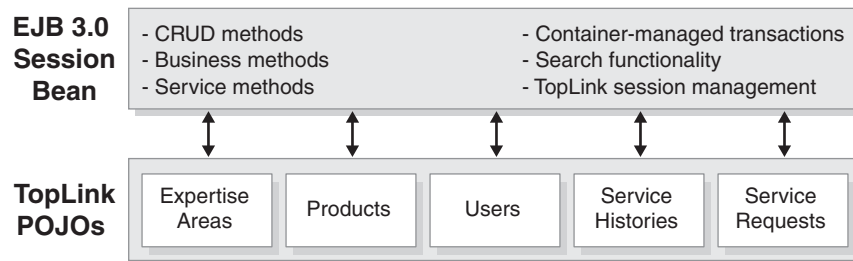 EJB 3.0
Session
Bean
- CRUD methods
- Business methods
- Service methods
- Container-managed transactions
- Search functionality
- TopLink session management
TopLink
POJOs
Expertise
Areas
Products
Users
Service
Histories
Service
Requests